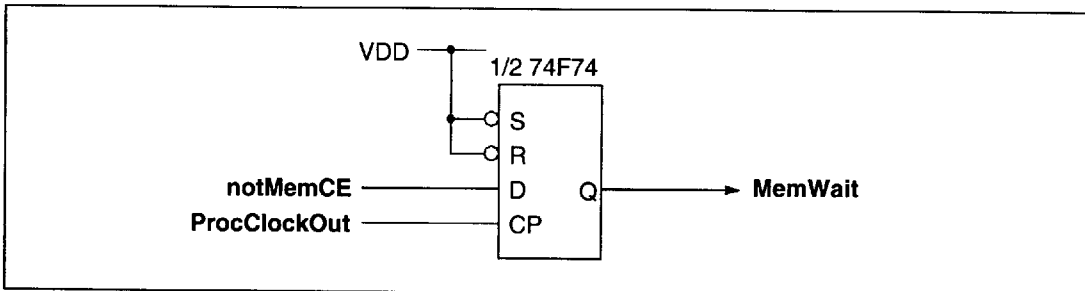 VDD
1/2 74F74
S
R
notMemCE D Q MemWait
ProcClockOut CP